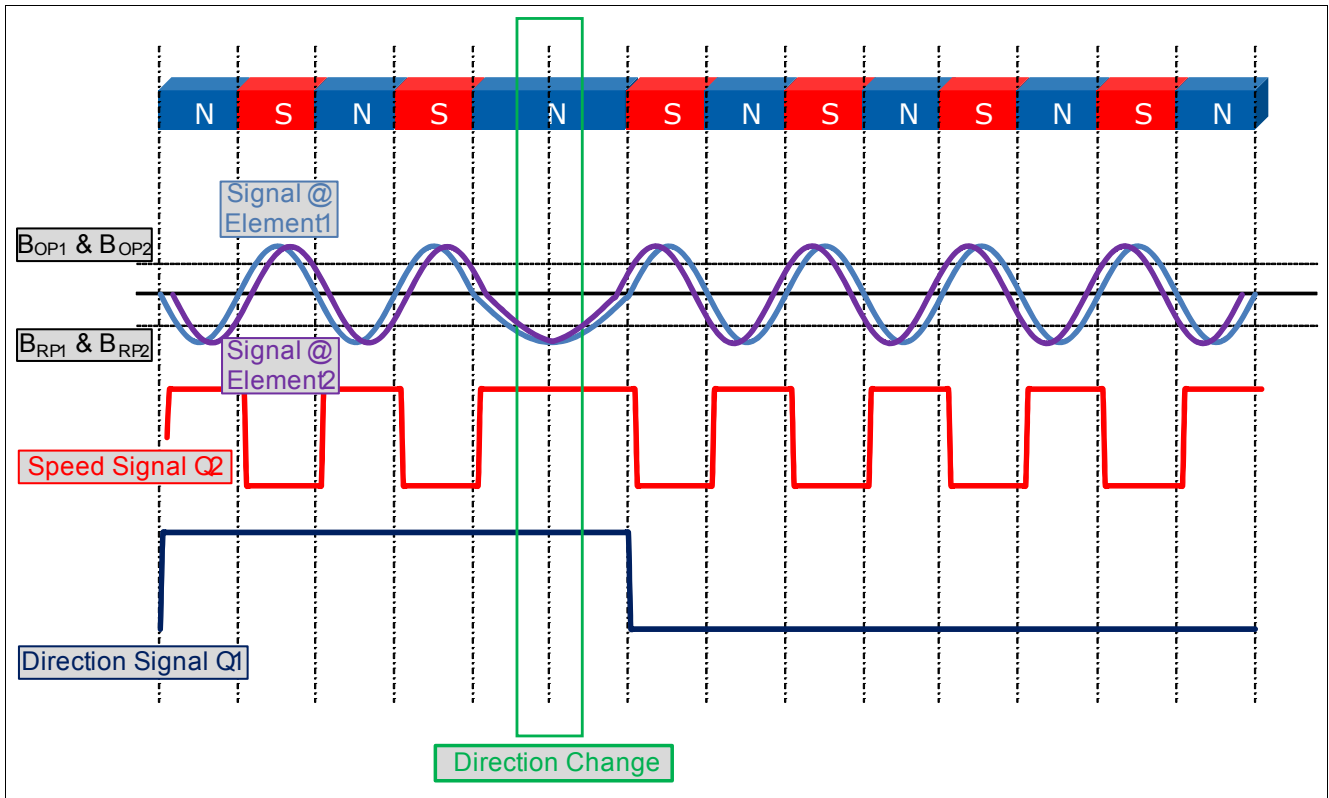 N S N S N S N S N S N S N
Signal @
Element1
BOP1 & BOP2
BRP1 & BRP2
Signal @
Element2
Speed Signal Q2
Direction Signal Q1
Direction Change